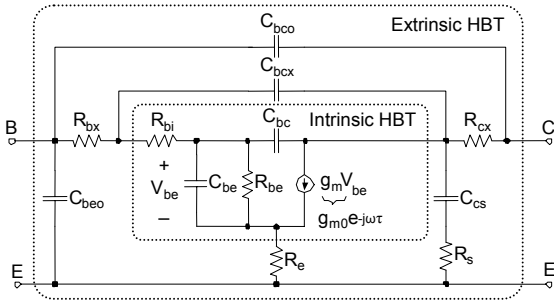 Extrinsic HBT
C_bco
C_bcx
B
R_bx
R_bi
C_bc
Intrinsic HBT
R_cx
C
+
V_be
−
C_be
R_be
g_mV_be
g_m0e^-jωτ
C_beo
C_cs
R_e
R_s
E
E